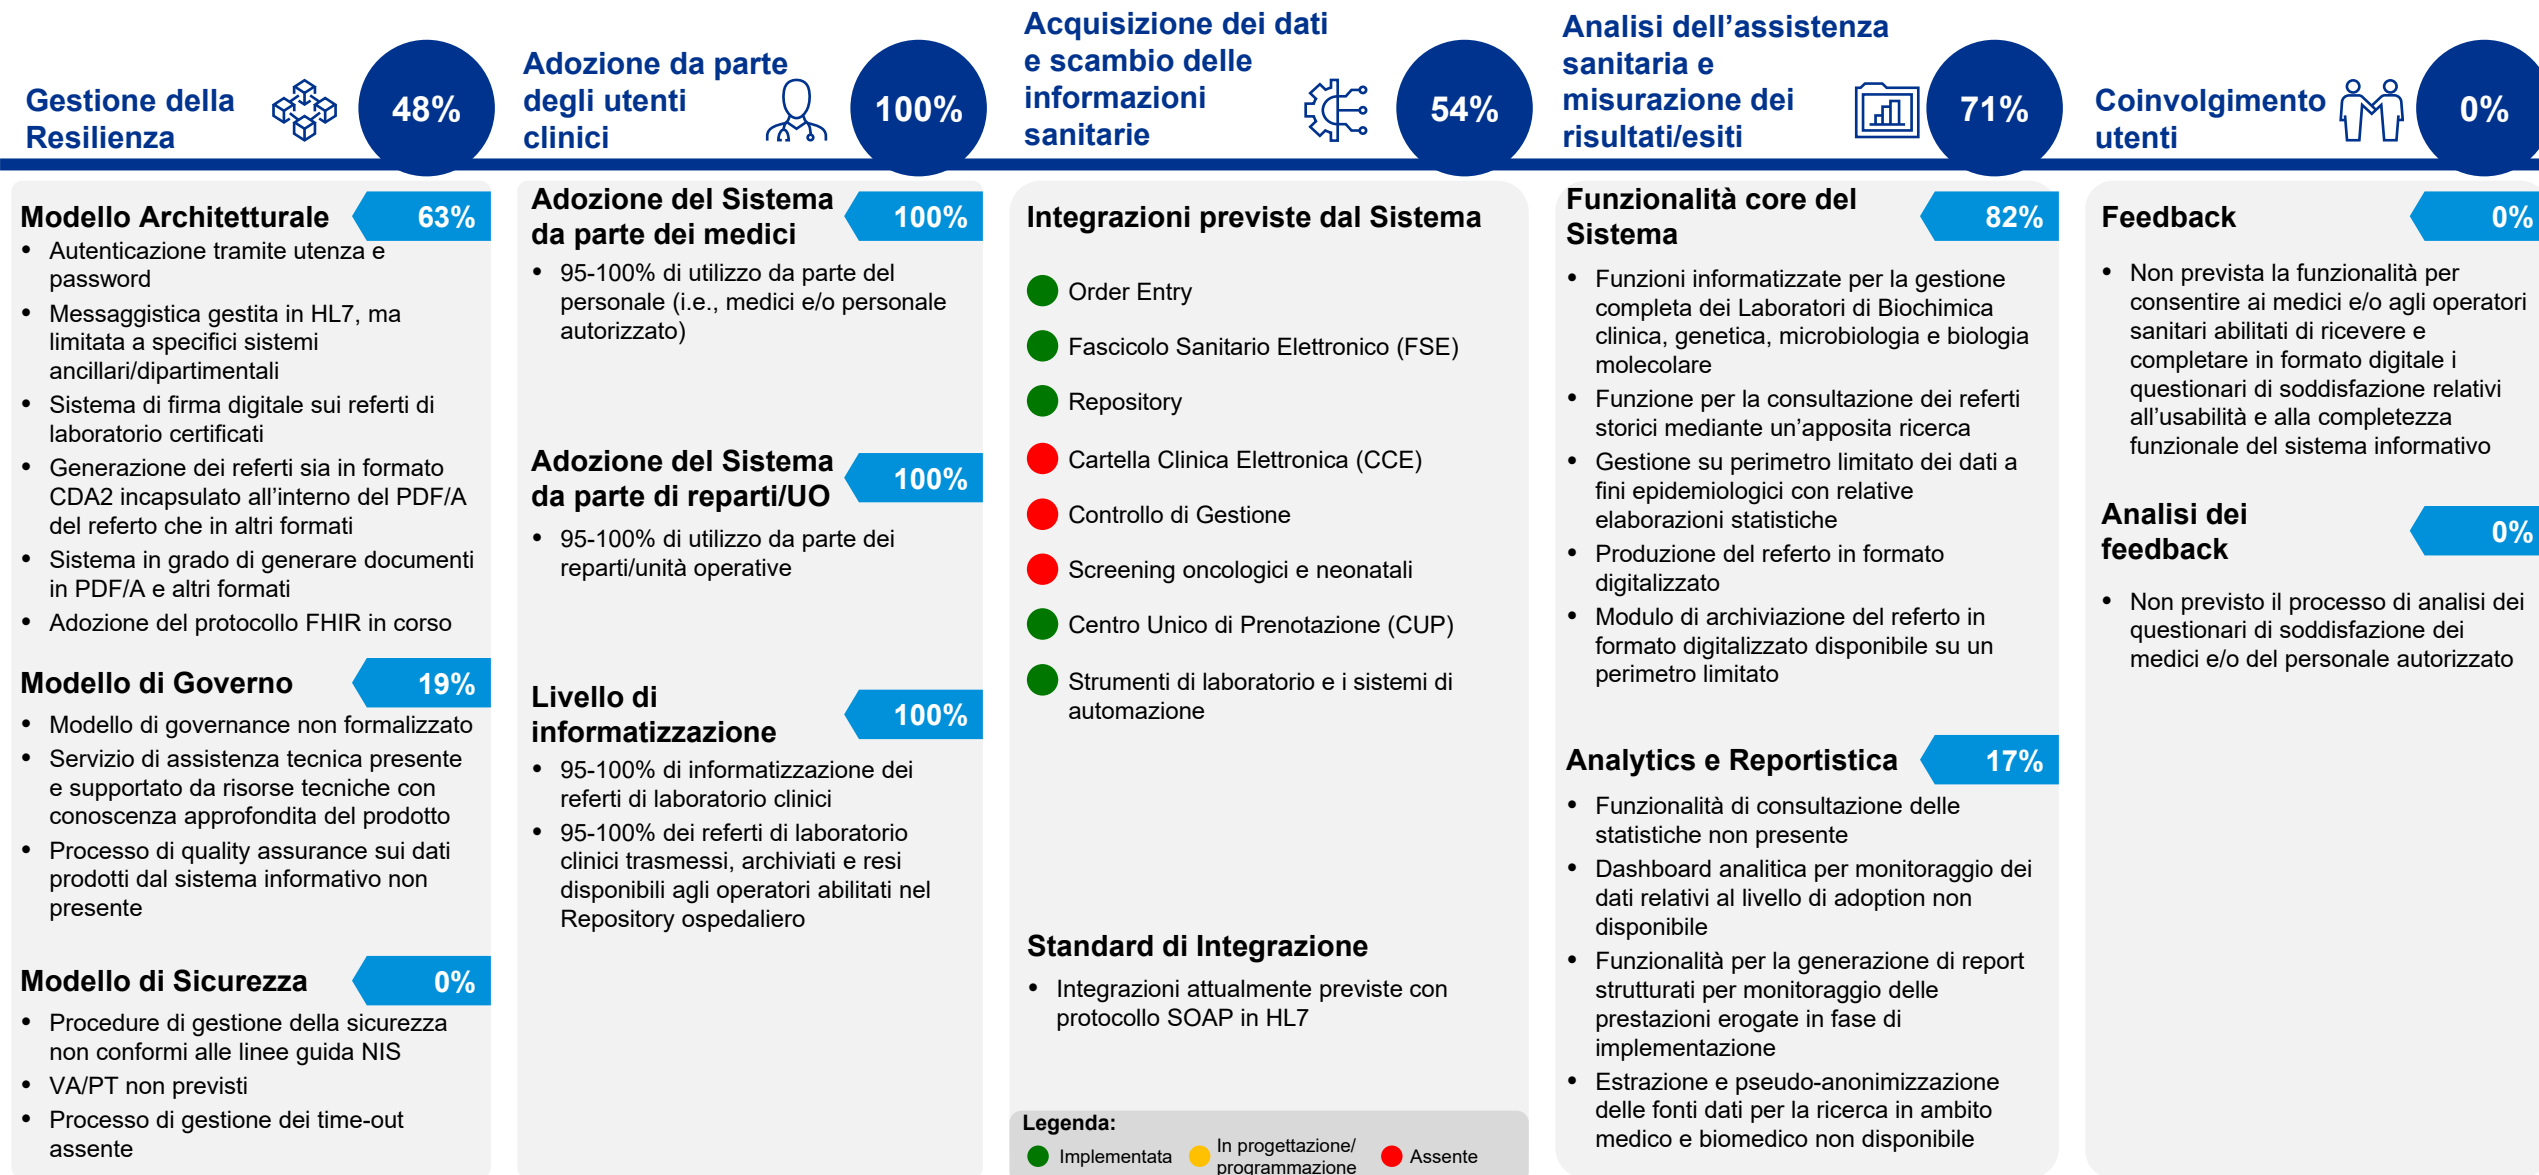 Gestione della
Resilienza
48%
Adozione da parte
degli utenti
clinici
100%
Acquisizione dei dati
e scambio delle
informazioni
sanitarie
54%
Analisi dell’assistenza
sanitaria e
misurazione dei
risultati/esiti
71%
Coinvolgimento
utenti
0%
Modello Architetturale
63%
• Autenticazione tramite utenza e
password
• Messaggistica gestita in HL7, ma
limitata a specifici sistemi
ancillari/dipartimentali
• Sistema di firma digitale sui referti di
laboratorio certificati
• Generazione dei referti sia in formato
CDA2 incapsulato all’interno del PDF/A
del referto che in altri formati
• Sistema in grado di generare documenti
in PDF/A e altri formati
• Adozione del protocollo FHIR in corso
Modello di Governo
19%
• Modello di governance non formalizzato
• Servizio di assistenza tecnica presente
e supportato da risorse tecniche con
conoscenza approfondita del prodotto
• Processo di quality assurance sui dati
prodotti dal sistema informativo non
presente
Modello di Sicurezza
0%
• Procedure di gestione della sicurezza
non conformi alle linee guida NIS
• VA/PT non previsti
• Processo di gestione dei time-out
assente
Adozione del Sistema
da parte dei medici
100%
• 95-100% di utilizzo da parte del
personale (i.e., medici e/o personale
autorizzato)
Adozione del Sistema
da parte di reparti/UO
100%
• 95-100% di utilizzo da parte dei
reparti/unità operative
Livello di
informatizzazione
100%
• 95-100% di informatizzazione dei
referti di laboratorio clinici
• 95-100% dei referti di laboratorio
clinici trasmessi, archiviati e resi
disponibili agli operatori abilitati nel
Repository ospedaliero
Integrazioni previste dal Sistema
Order Entry
Fascicolo Sanitario Elettronico (FSE)
Repository
Cartella Clinica Elettronica (CCE)
Controllo di Gestione
Screening oncologici e neonatali
Centro Unico di Prenotazione (CUP)
Strumenti di laboratorio e i sistemi di
automazione
Standard di Integrazione
• Integrazioni attualmente previste con
protocollo SOAP in HL7
Legenda:
Implementata
In progettazione/
programmazione
Assente
Funzionalità core del
Sistema
82%
• Funzioni informatizzate per la gestione
completa dei Laboratori di Biochimica
clinica, genetica, microbiologia e biologia
molecolare
• Funzione per la consultazione dei referti
storici mediante un’apposita ricerca
• Gestione su perimetro limitato dei dati a
fini epidemiologici con relative
elaborazioni statistiche
• Produzione del referto in formato
digitalizzato
• Modulo di archiviazione del referto in
formato digitalizzato disponibile su un
perimetro limitato
Analytics e Reportistica
17%
• Funzionalità di consultazione delle
statistiche non presente
• Dashboard analitica per monitoraggio dei
dati relativi al livello di adoption non
disponibile
• Funzionalità per la generazione di report
strutturati per monitoraggio delle
prestazioni erogate in fase di
implementazione
• Estrazione e pseudo-anonimizzazione
delle fonti dati per la ricerca in ambito
medico e biomedico non disponibile
Feedback
0%
• Non prevista la funzionalità per
consentire ai medici e/o agli operatori
sanitari abilitati di ricevere e
completare in formato digitale i
questionari di soddisfazione relativi
all’usabilità e alla completezza
funzionale del sistema informativo
Analisi dei
feedback
0%
• Non previsto il processo di analisi dei
questionari di soddisfazione dei
medici e/o del personale autorizzato